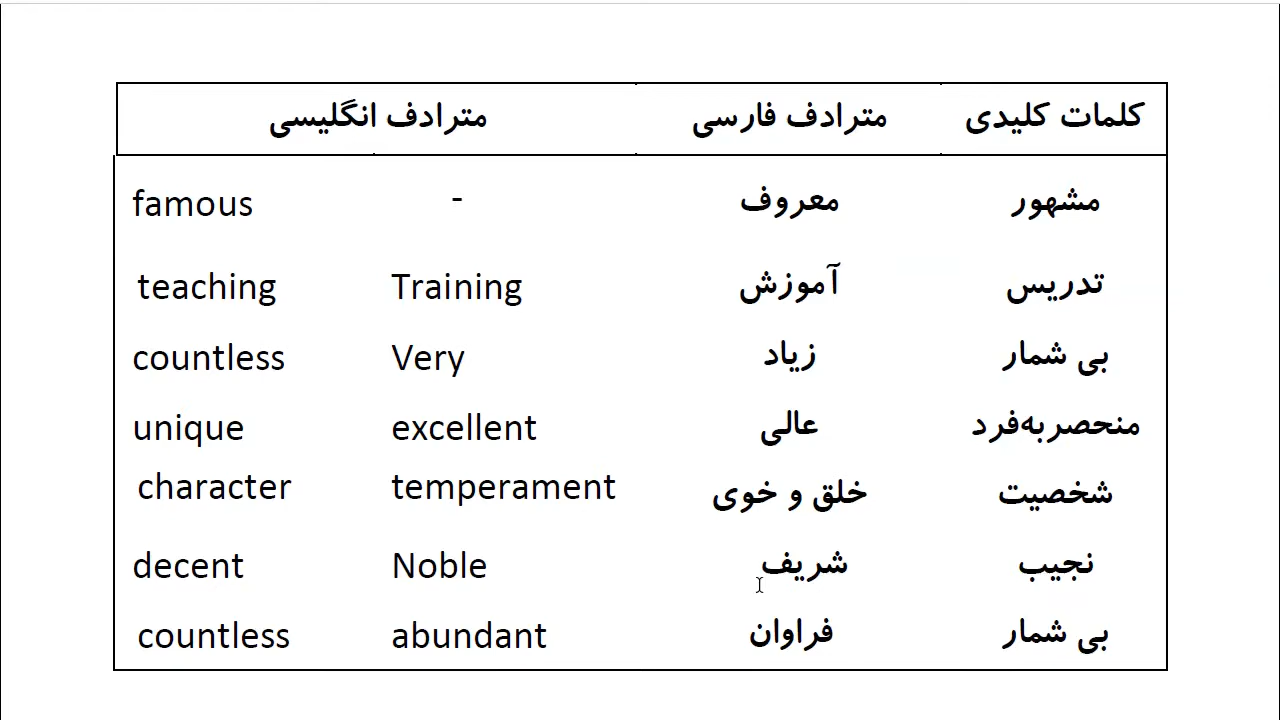 کلمات کلیدی مترادف فارسی مترادف انگلیسی
مشهور معروف - famous
تدریس آموزش Training teaching
بی شمار زیاد Very countless
منحصربه‌فرد عالی excellent unique
شخصیت خلق و خوی temperament character
نجیب شریف Noble decent
بی شمار فراوان abundant countless